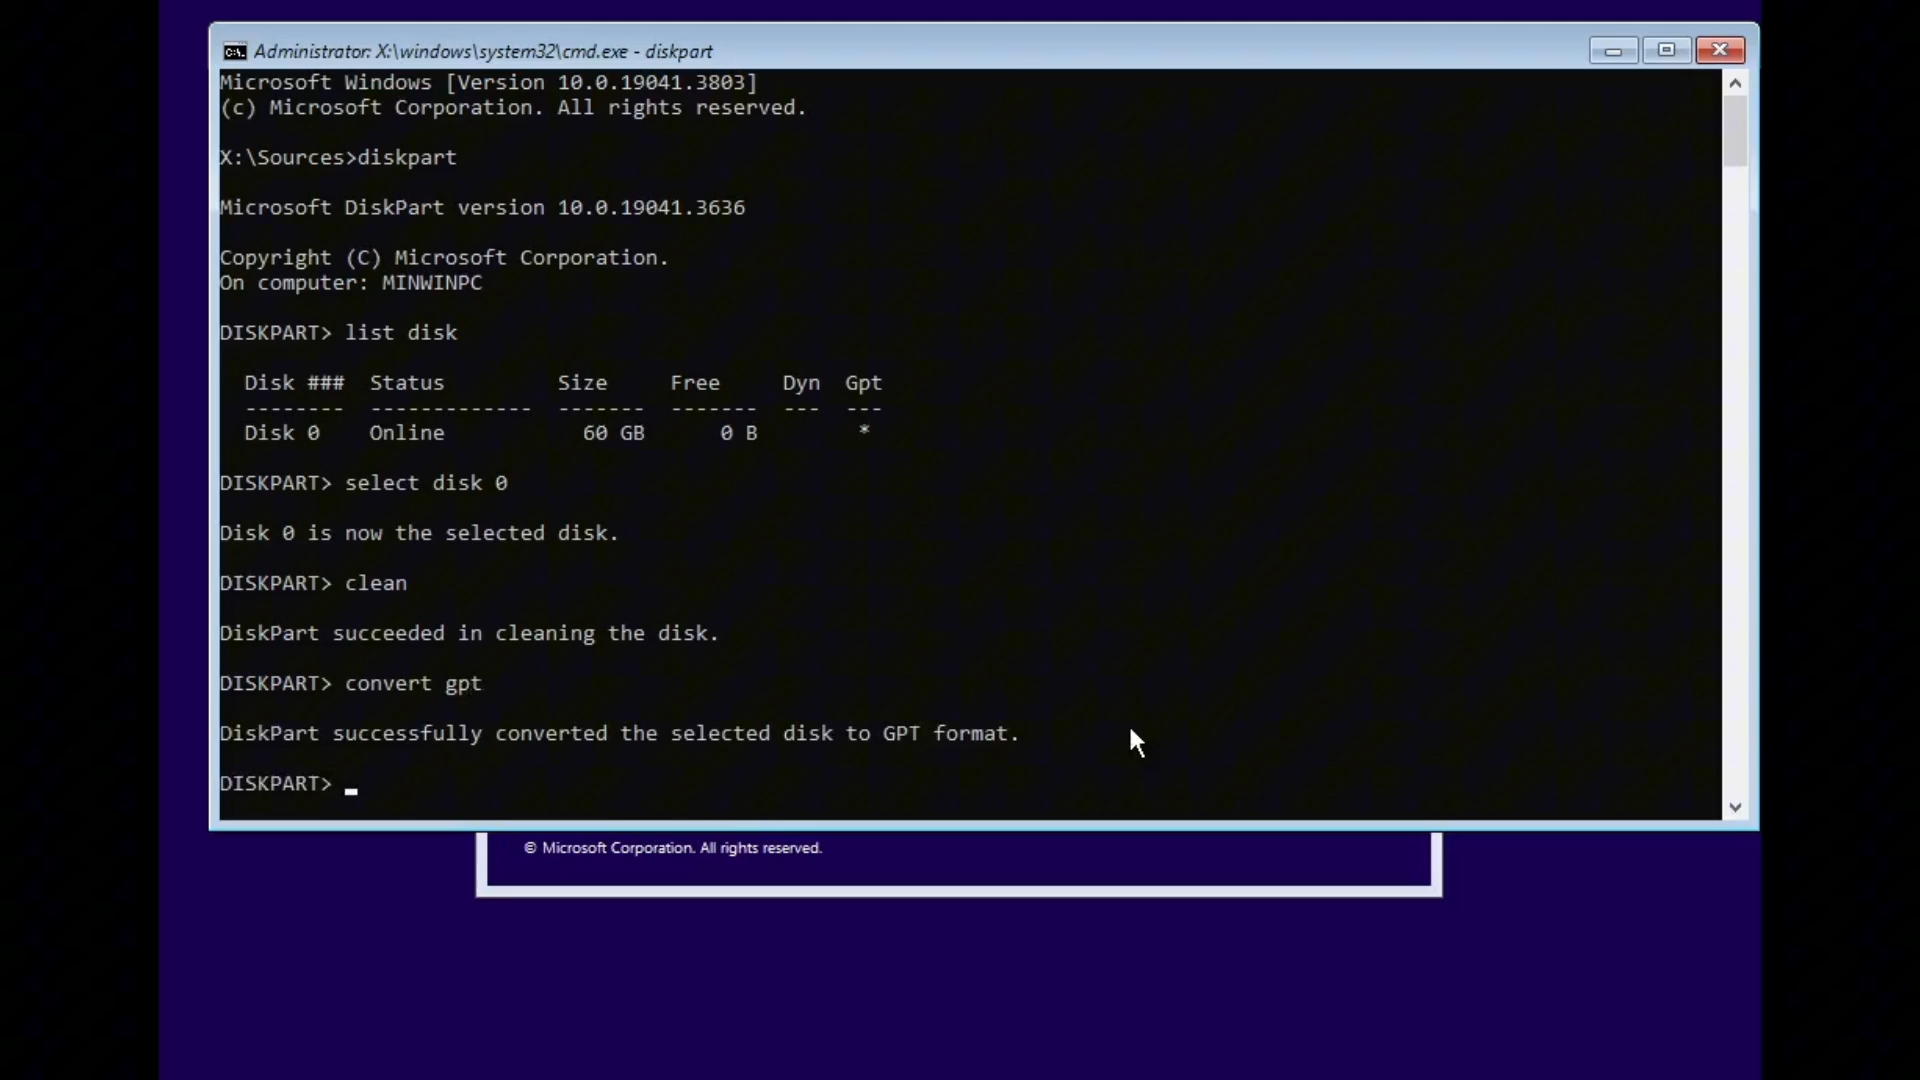 Administrator: X:\windows\system32\cmd.exe - diskpart
Microsoft Windows [Version 10.0.19041.3803]
(c) Microsoft Corporation. All rights reserved.
X:\Sources>diskpart
Microsoft DiskPart version 10.0.19041.3636
Copyright (C) Microsoft Corporation.
On computer: MINWINPC
DISKPART> list disk
Disk ###  Status         Size     Free     Dyn  Gpt
--------  -------------  -------  -------  ---  ---
Disk 0    Online           60 GB      0 B        *
DISKPART> select disk 0
Disk 0 is now the selected disk.
DISKPART> clean
DiskPart succeeded in cleaning the disk.
DISKPART> convert gpt
DiskPart successfully converted the selected disk to GPT format.
DISKPART>
© Microsoft Corporation. All rights reserved.